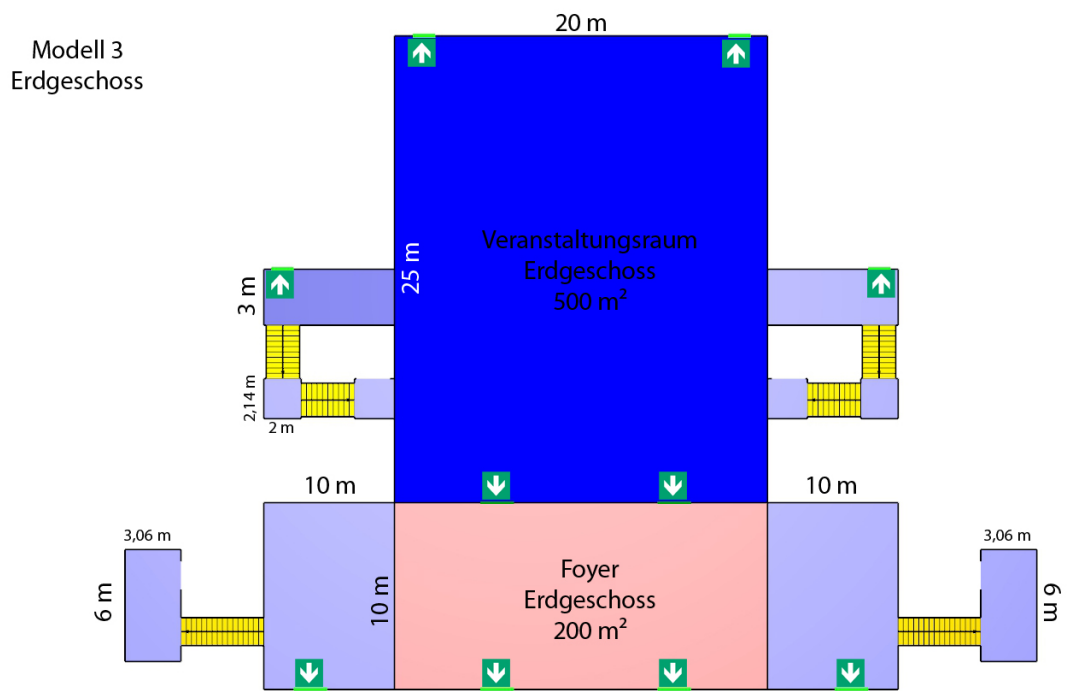 Modell 3
Erdgeschoss
20 m
Veranstaltungsraum
Erdgeschoss
500 m²
25 m
3 m
2,14 m
2 m
10 m
10 m
3,06 m
3,06 m
6 m
10 m
Foyer
Erdgeschoss
200 m²
6 m